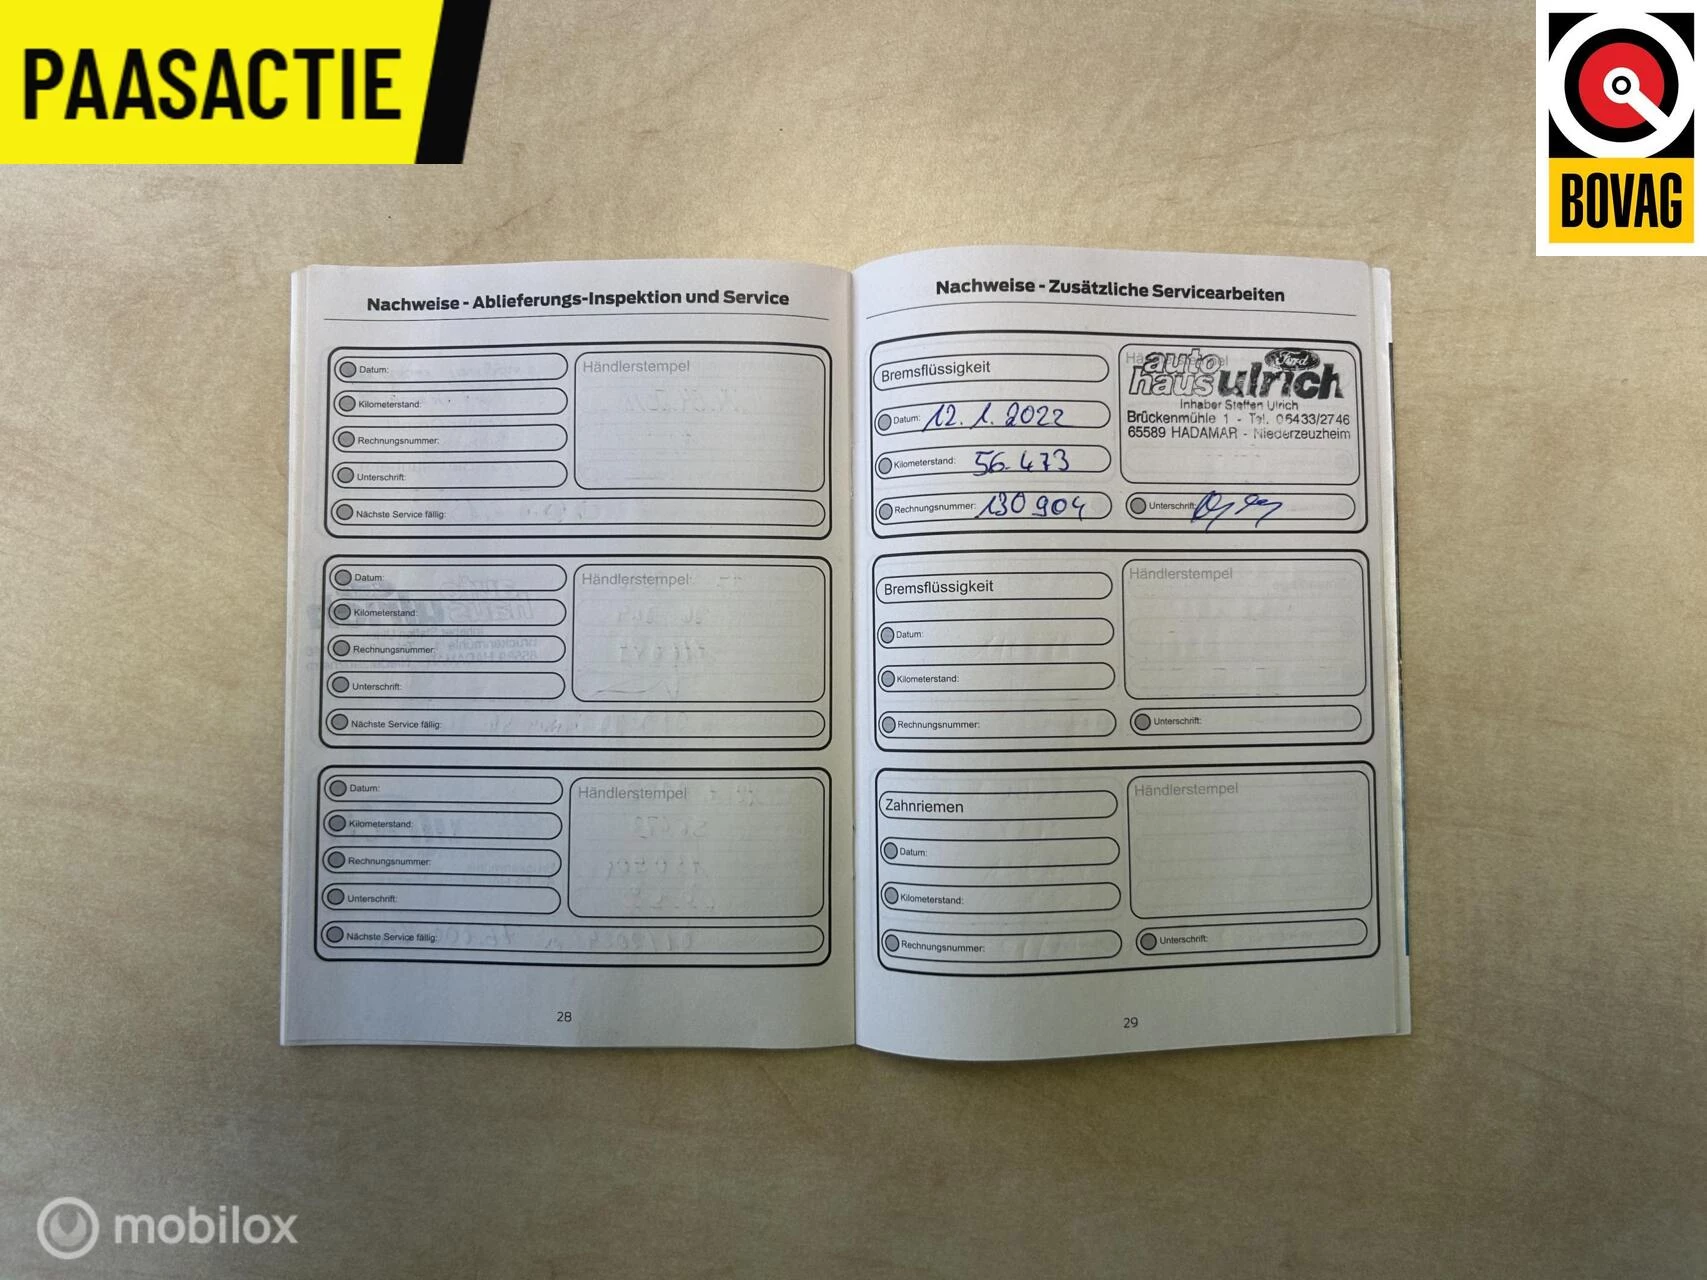 PAASACTIE
BOVAG
Nachweise - Ablieferungs-Inspektion und Service
Datum:
Händlerstempel
Kilometerstand:
Rechnungsnummer:
Unterschrift:
Nächste Service fällig:
Datum:
Händlerstempel
Kilometerstand:
Rechnungsnummer:
Unterschrift:
Nächste Service fällig:
Datum:
Händlerstempel
Kilometerstand:
Rechnungsnummer:
Unterschrift:
Nächste Service fällig:
28
Nachweise - Zusätzliche Servicearbeiten
Bremsflüssigkeit
Datum: 12.1.2022
Kilometerstand: 56.473
Rechnungsnummer: 130904
Händlerstempel
auto haus ulrich
Ford
Inhaber Steffen Ulrich
Brückenmühle 1 - Tel. 06433/2746
65589 HADAMAR - Niederzeuzheim
Unterschrift:
Bremsflüssigkeit
Händlerstempel
Datum:
Kilometerstand:
Rechnungsnummer:
Unterschrift:
Zahnriemen
Händlerstempel
Datum:
Kilometerstand:
Rechnungsnummer:
Unterschrift:
29
mobilox